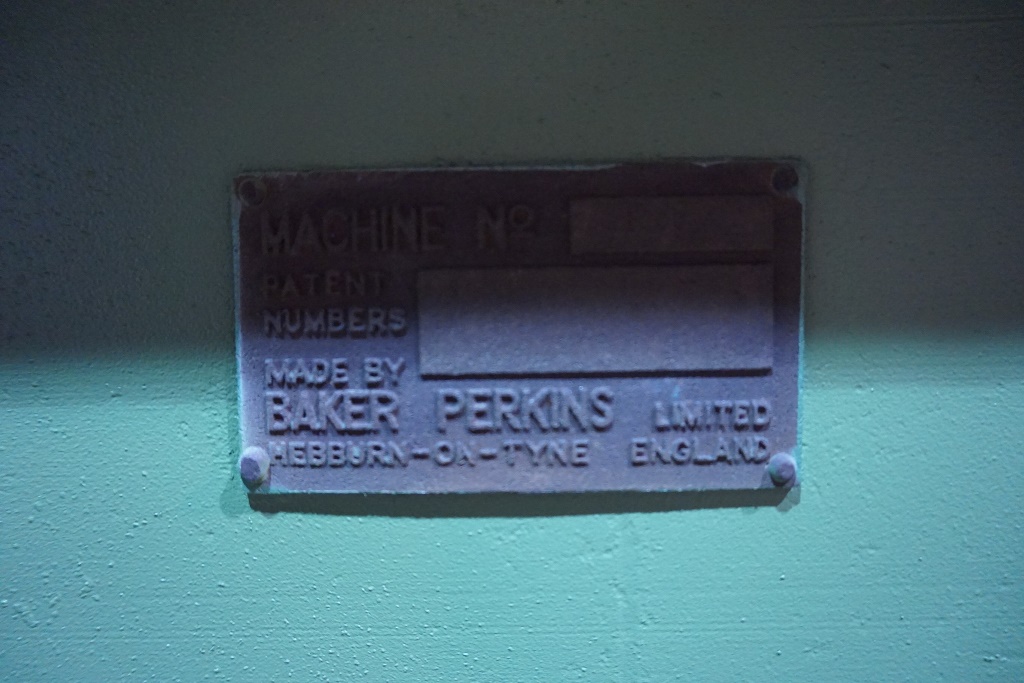 MACHINE Nº
PATENT
NUMBERS
MADE BY
BAKER PERKINS LIMITED
HEBBURN-ON-TYNE ENGLAND